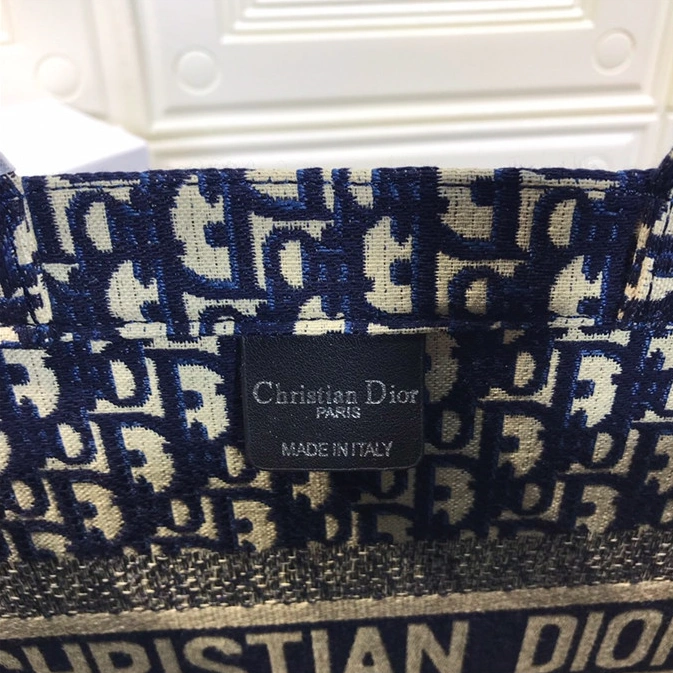 Christian Dior
PARIS
MADE IN ITALY
CHRISTIAN DIOR